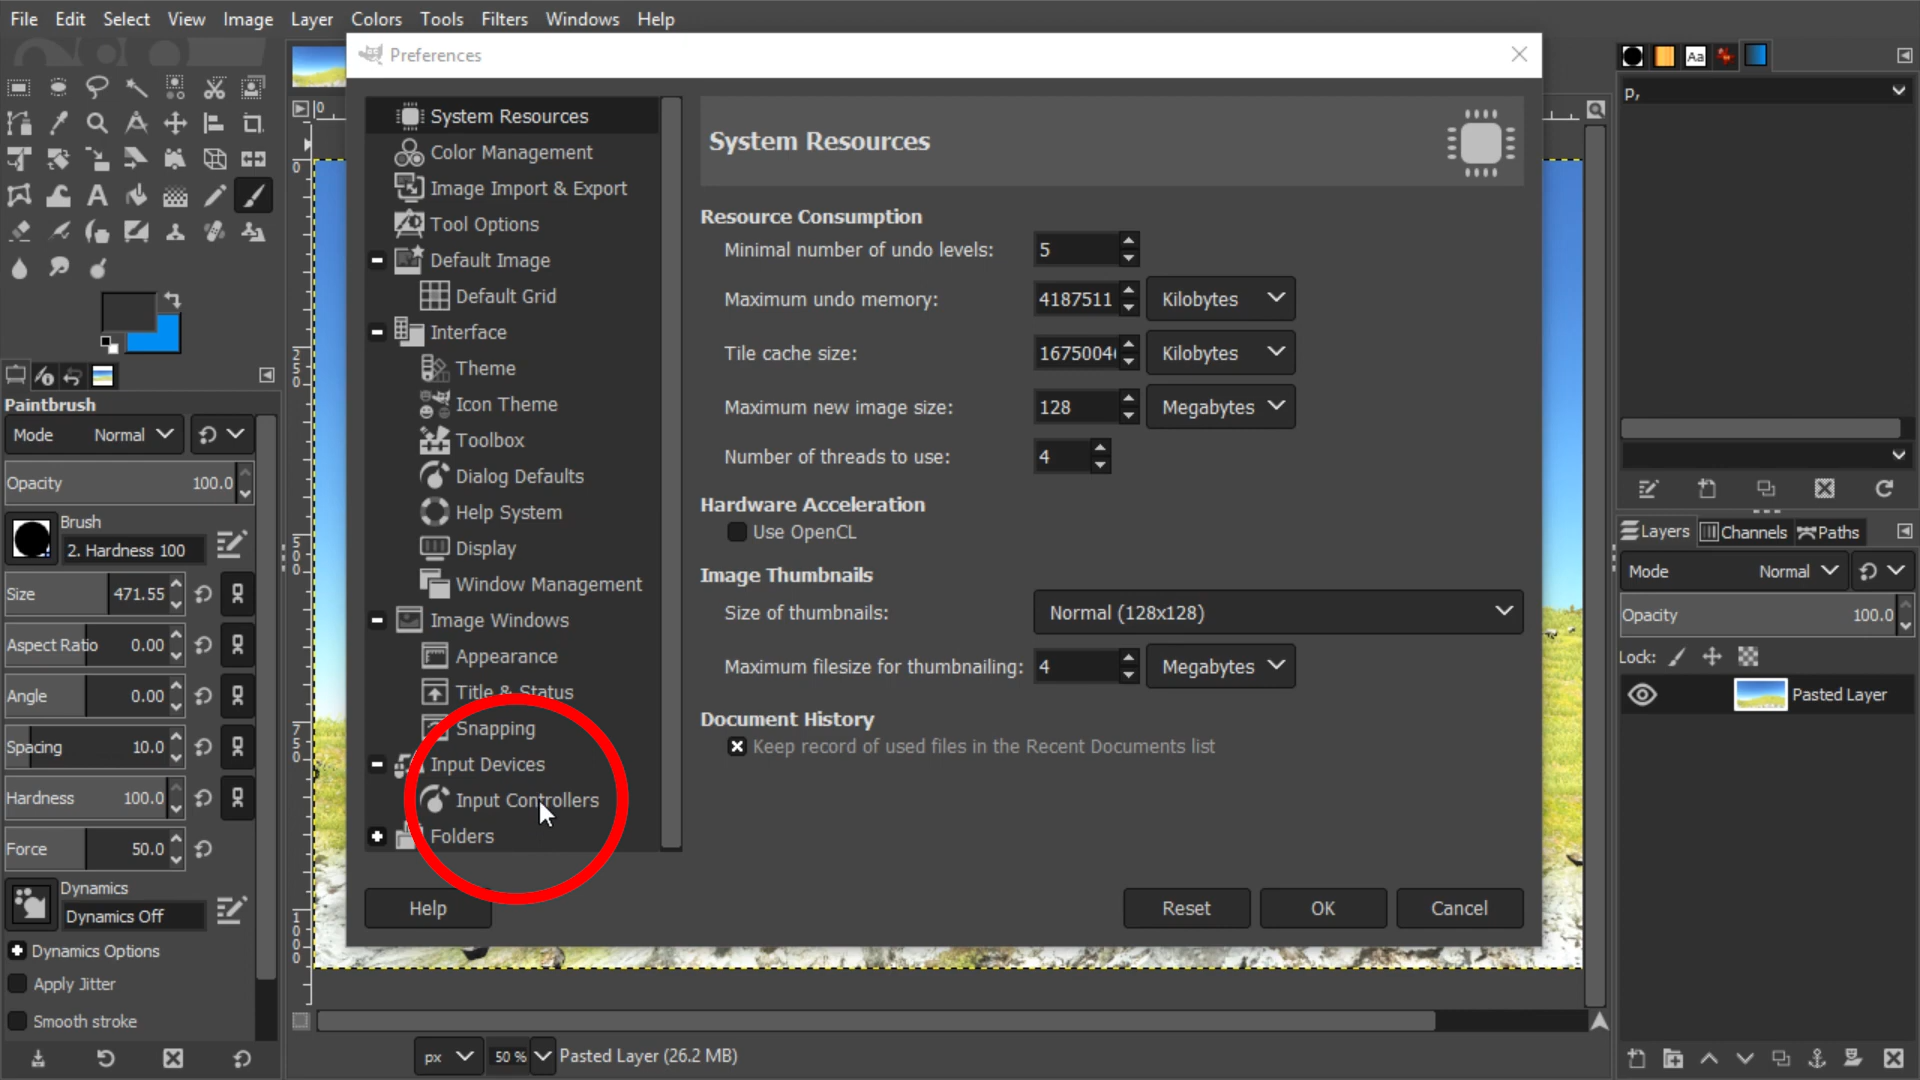 File Edit Select View Image Layer Colors Tools Filters Windows Help
Preferences
System Resources
Color Management
Image Import & Export
Tool Options
Default Image
Default Grid
Interface
Theme
Icon Theme
Toolbox
Dialog Defaults
Help System
Display
Window Management
Image Windows
Appearance
Title & Status
Snapping
Input Devices
Input Controllers
Folders
System Resources
Resource Consumption
Minimal number of undo levels: 5
Maximum undo memory: 4187511 Kilobytes
Tile cache size: 1675004 Kilobytes
Maximum new image size: 128 Megabytes
Number of threads to use: 4
Hardware Acceleration
Use OpenCL
Image Thumbnails
Size of thumbnails: Normal (128x128)
Maximum filesize for thumbnailing: 4 Megabytes
Document History
Keep record of used files in the Recent Documents list
Help Reset OK Cancel
Paintbrush
Mode Normal
Opacity 100.0
Brush
2. Hardness 100
Size 471.55
Aspect Ratio 0.00
Angle 0.00
Spacing 10.0
Hardness 100.0
Force 50.0
Dynamics
Dynamics Off
Dynamics Options
Apply Jitter
Smooth stroke
0
0
250
500
750
1000
px 50 % Pasted Layer (26.2 MB)
Aa
p,
Layers Channels Paths
Mode Normal
Opacity 100.0
Lock:
Pasted Layer